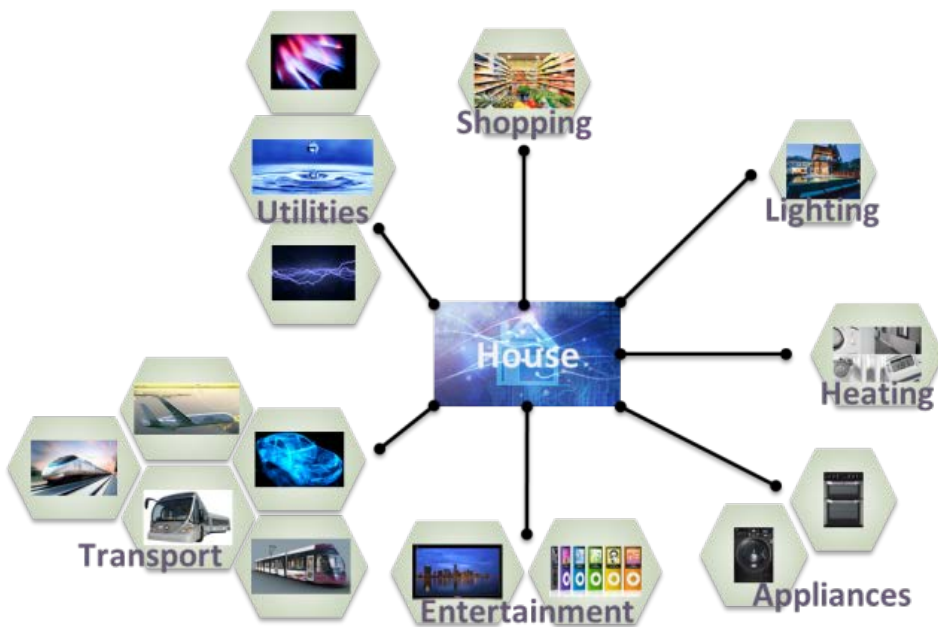 Shopping
Utilities
Lighting
House
Heating
Transport
Entertainment
Appliances